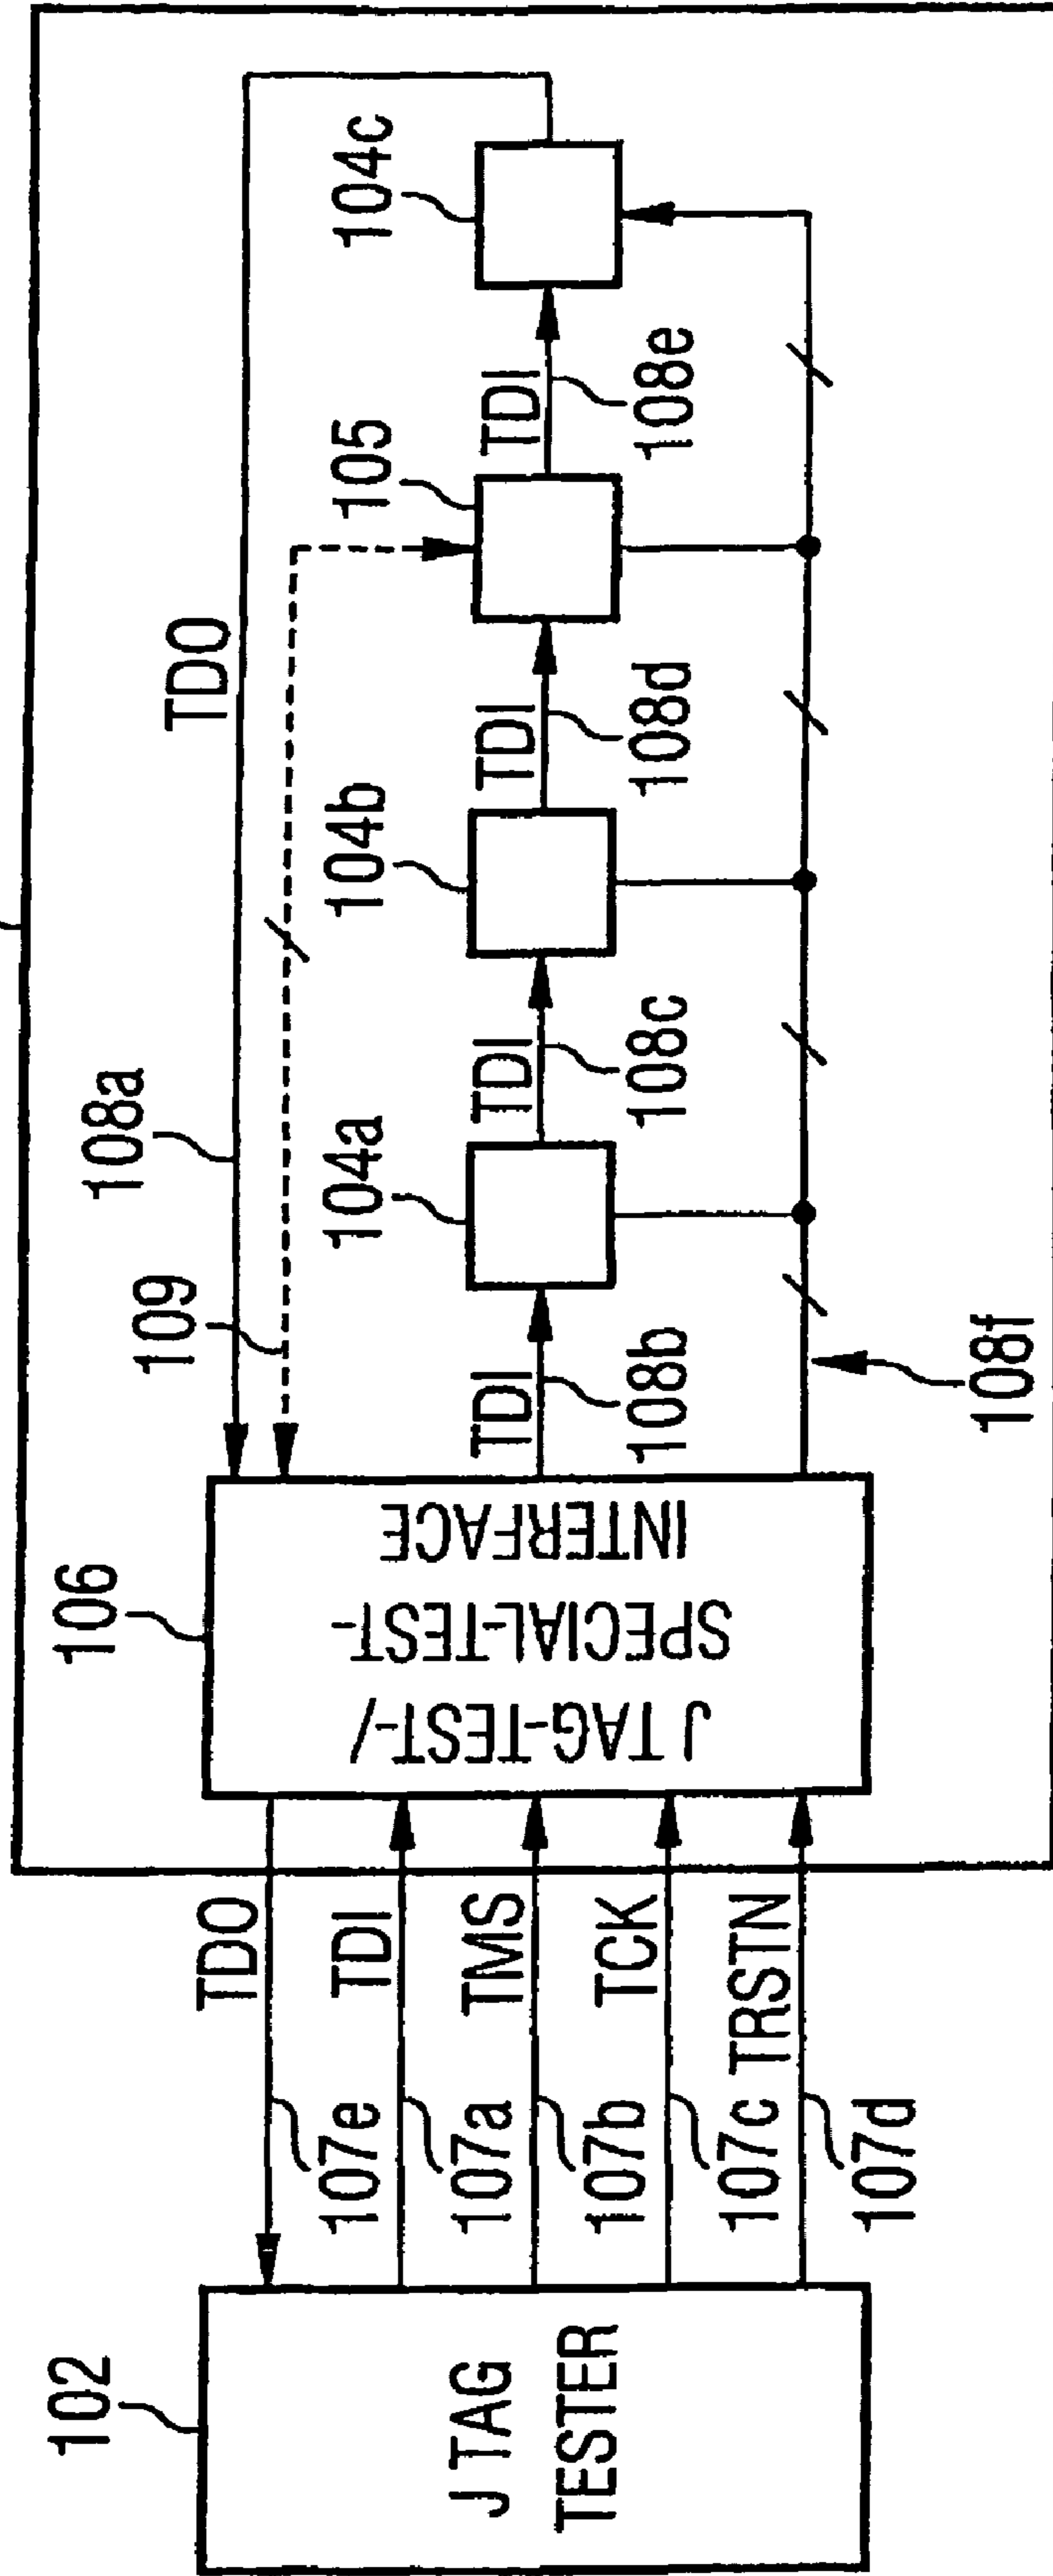 102
J TAG
TESTER
TDO
107e
TDI
107a
TMS
107b
TCK
107c
TRSTN
107d
106
J TAG-TEST-/
SPECIAL-TEST-
INTERFACE
108a
TDO
109
104a
104b
105
104c
TDI
108b
TDI
108c
TDI
108d
TDI
108e
108f